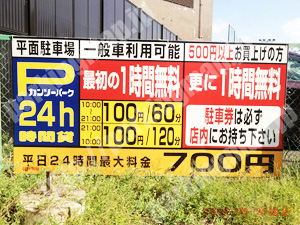 平面駐車場
一般車利用可能
500円以上お買上げの方
P
カンソーパーク
24h
時間貸
最初の1時間無料
10:00
21:00
100円/60分
21:00
10:00
100円/120分
更に1時間無料
駐車券は必ず
店内にお持ち下さい
平日24時間最大料金
700円